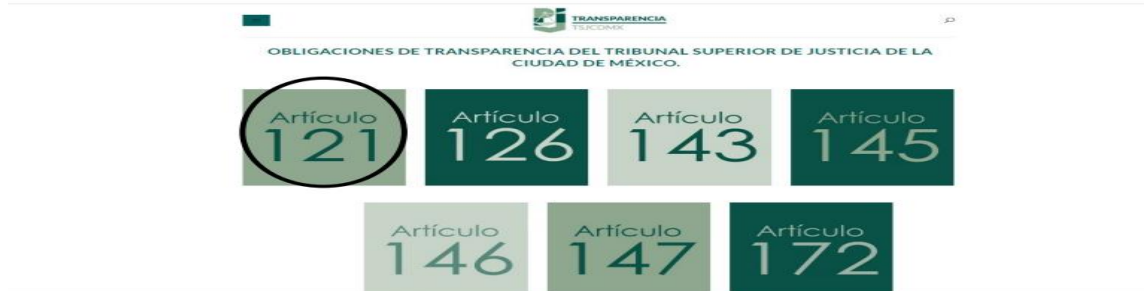 TRANSPARENCIA
TSJCDMX
OBLIGACIONES DE TRANSPARENCIA DEL TRIBUNAL SUPERIOR DE JUSTICIA DE LA
CIUDAD DE MÉXICO.
Artículo
121
Artículo
126
Artículo
143
Artículo
145
Artículo
146
Artículo
147
Artículo
172